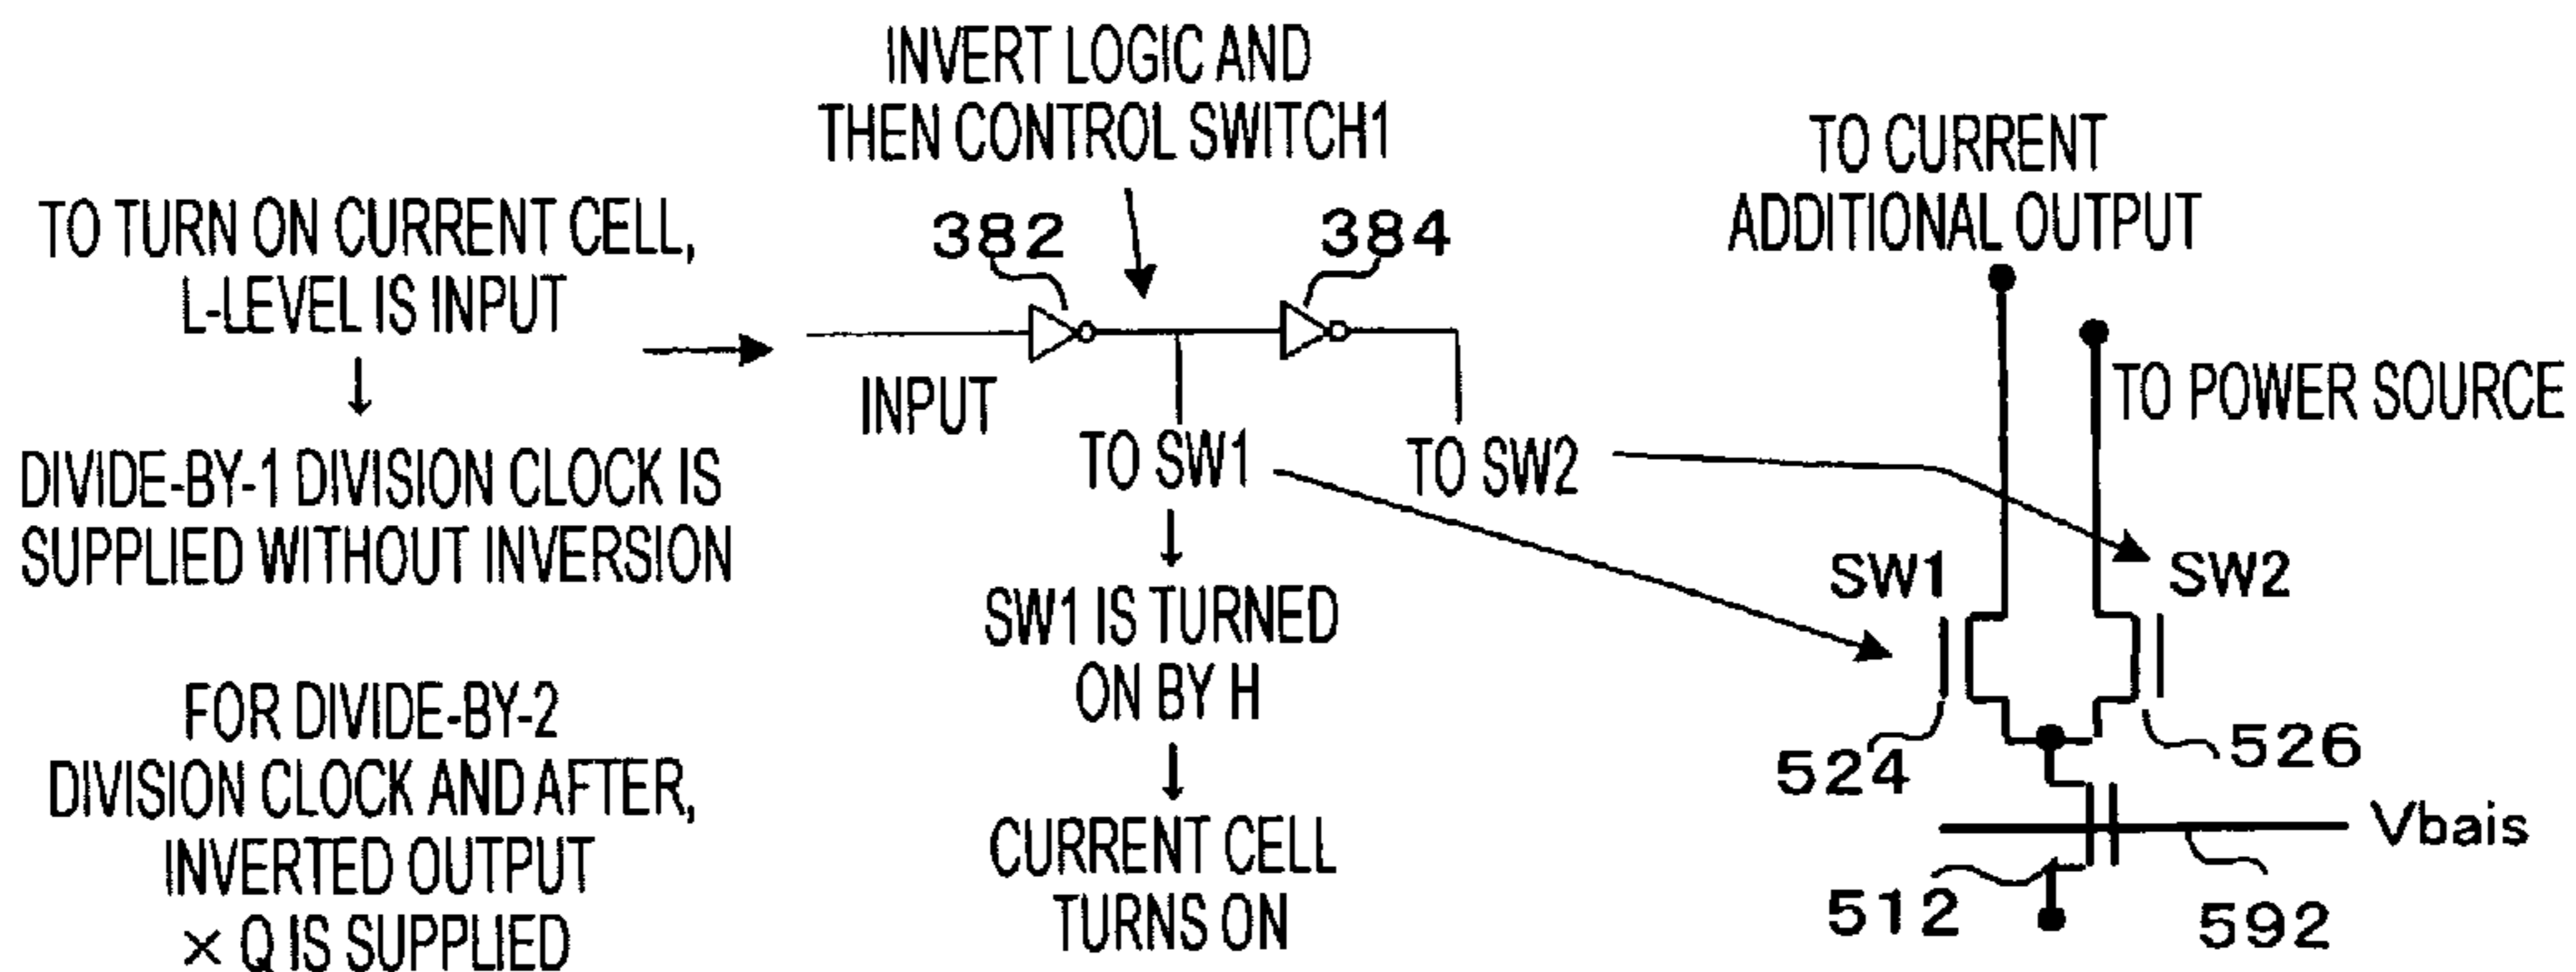 INVERT LOGIC AND
THEN CONTROL SWITCH1
TO TURN ON CURRENT CELL,
L-LEVEL IS INPUT
↓
DIVIDE-BY-1 DIVISION CLOCK IS
SUPPLIED WITHOUT INVERSION
FOR DIVIDE-BY-2
DIVISION CLOCK AND AFTER,
INVERTED OUTPUT
× Q IS SUPPLIED
382
384
INPUT
TO SW1
TO SW2
↓
SW1 IS TURNED
ON BY H
↓
CURRENT CELL
TURNS ON
TO CURRENT
ADDITIONAL OUTPUT
TO POWER SOURCE
SW1
SW2
524
526
Vbais
512
592